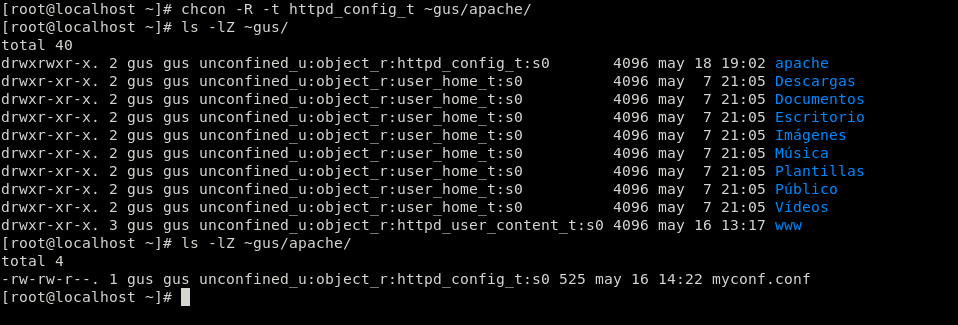 [root@localhost ~]# chcon -R -t httpd_config_t ~gus/apache/
[root@localhost ~]# ls -lZ ~gus/
total 40
drwxrwxr-x. 2 gus gus unconfined_u:object_r:httpd_config_t:s0       4096 may 18 19:02 apache
drwxr-xr-x. 2 gus gus unconfined_u:object_r:user_home_t:s0          4096 may  7 21:05 Descargas
drwxr-xr-x. 2 gus gus unconfined_u:object_r:user_home_t:s0          4096 may  7 21:05 Documentos
drwxr-xr-x. 2 gus gus unconfined_u:object_r:user_home_t:s0          4096 may  7 21:05 Escritorio
drwxr-xr-x. 2 gus gus unconfined_u:object_r:user_home_t:s0          4096 may  7 21:05 Imágenes
drwxr-xr-x. 2 gus gus unconfined_u:object_r:user_home_t:s0          4096 may  7 21:05 Música
drwxr-xr-x. 2 gus gus unconfined_u:object_r:user_home_t:s0          4096 may  7 21:05 Plantillas
drwxr-xr-x. 2 gus gus unconfined_u:object_r:user_home_t:s0          4096 may  7 21:05 Público
drwxr-xr-x. 2 gus gus unconfined_u:object_r:user_home_t:s0          4096 may  7 21:05 Vídeos
drwxr-xr-x. 3 gus gus unconfined_u:object_r:httpd_user_content_t:s0 4096 may 16 13:17 www
[root@localhost ~]# ls -lZ ~gus/apache/
total 4
-rw-rw-r--. 1 gus gus unconfined_u:object_r:httpd_config_t:s0 525 may 16 14:22 myconf.conf
[root@localhost ~]#